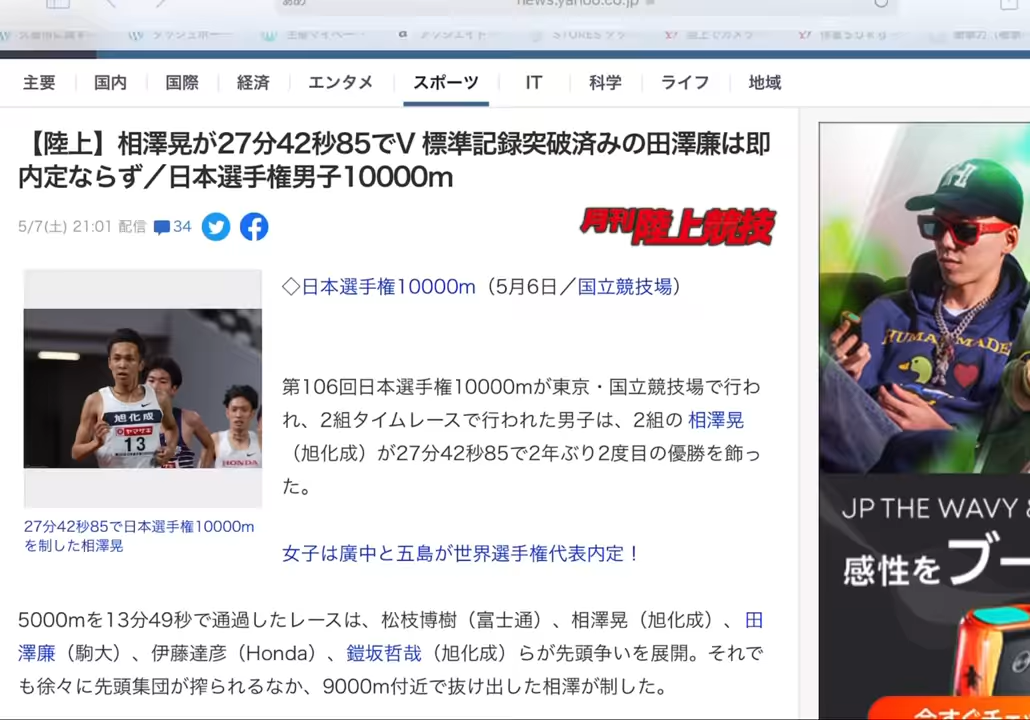 主要 国内 国際 経済 エンタメ スポーツ IT 科学 ライフ 地域
【陸上】相澤晃が27分42秒85でV 標準記録突破済みの田澤廉は即
内定ならず／日本選手権男子10000m
5/7(土) 21:01 配信 34
月刊陸上競技
◇日本選手権10000m（5月6日／国立競技場）
旭化成
ヤマザキ
13
HONDA
27分42秒85で日本選手権10000m
を制した相澤晃
第106回日本選手権10000mが東京・国立競技場で行わ
れ、2組タイムレースで行われた男子は、2組の 相澤晃
（旭化成）が27分42秒85で2年ぶり2度目の優勝を飾っ
た。
女子は廣中と五島が世界選手権代表内定！
5000mを13分49秒で通過したレースは、松枝博樹（富士通）、相澤晃（旭化成）、田
澤廉（駒大）、伊藤達彦（Honda）、鎧坂哲哉（旭化成）らが先頭争いを展開。それで
も徐々に先頭集団が搾られるなか、9000m付近で抜け出した相澤が制した。
H
HUMAN MADE
JP THE WAVY &
感性をブー